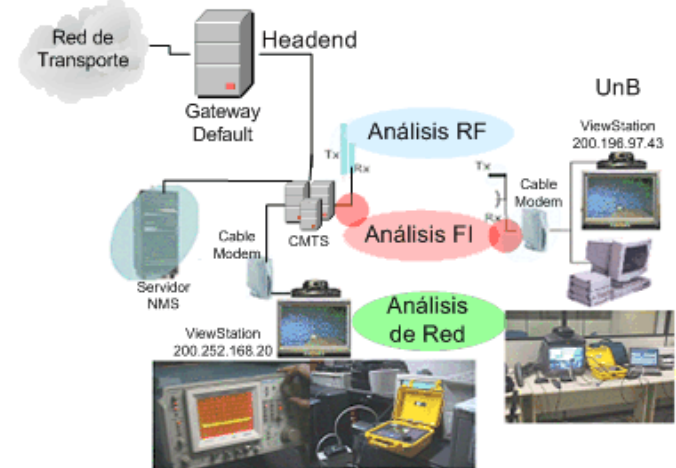 Red de
Transporte
Headend
Gateway
Default
UnB
Análisis RF
ViewStation
200.196.97.43
Tx
Rx
Tx
Cable
Modem
Rx
Análisis FI
CMTS
Cable
Modem
Servidor
NMS
Análisis
de Red
ViewStation
200.252.168.20